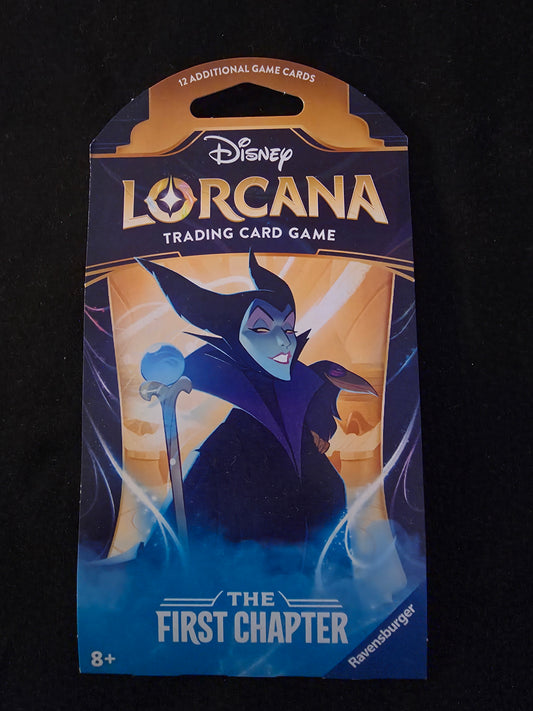 12 ADDITIONAL GAME CARDS
Disney
LORCANA
TRADING CARD GAME
THE
FIRST CHAPTER
8+
Ravensburger